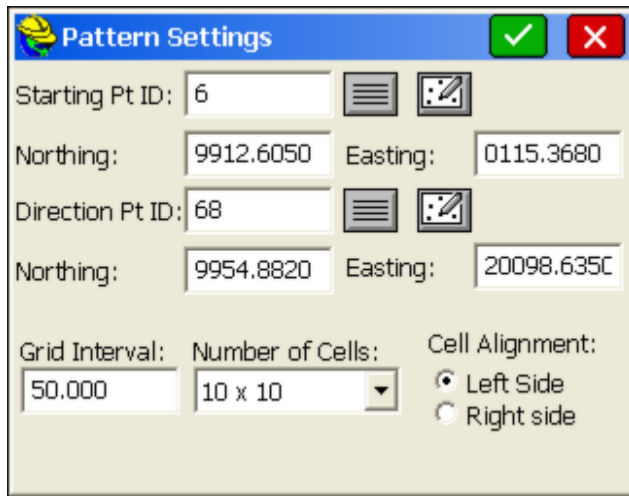 Pattern Settings
Starting Pt ID: 6
Northing: 9912.6050 Easting: 0115.3680
Direction Pt ID: 68
Northing: 9954.8820 Easting: 20098.635
Grid Interval: Number of Cells: Cell Alignment:
50.000 10 x 10 Left Side
Right side